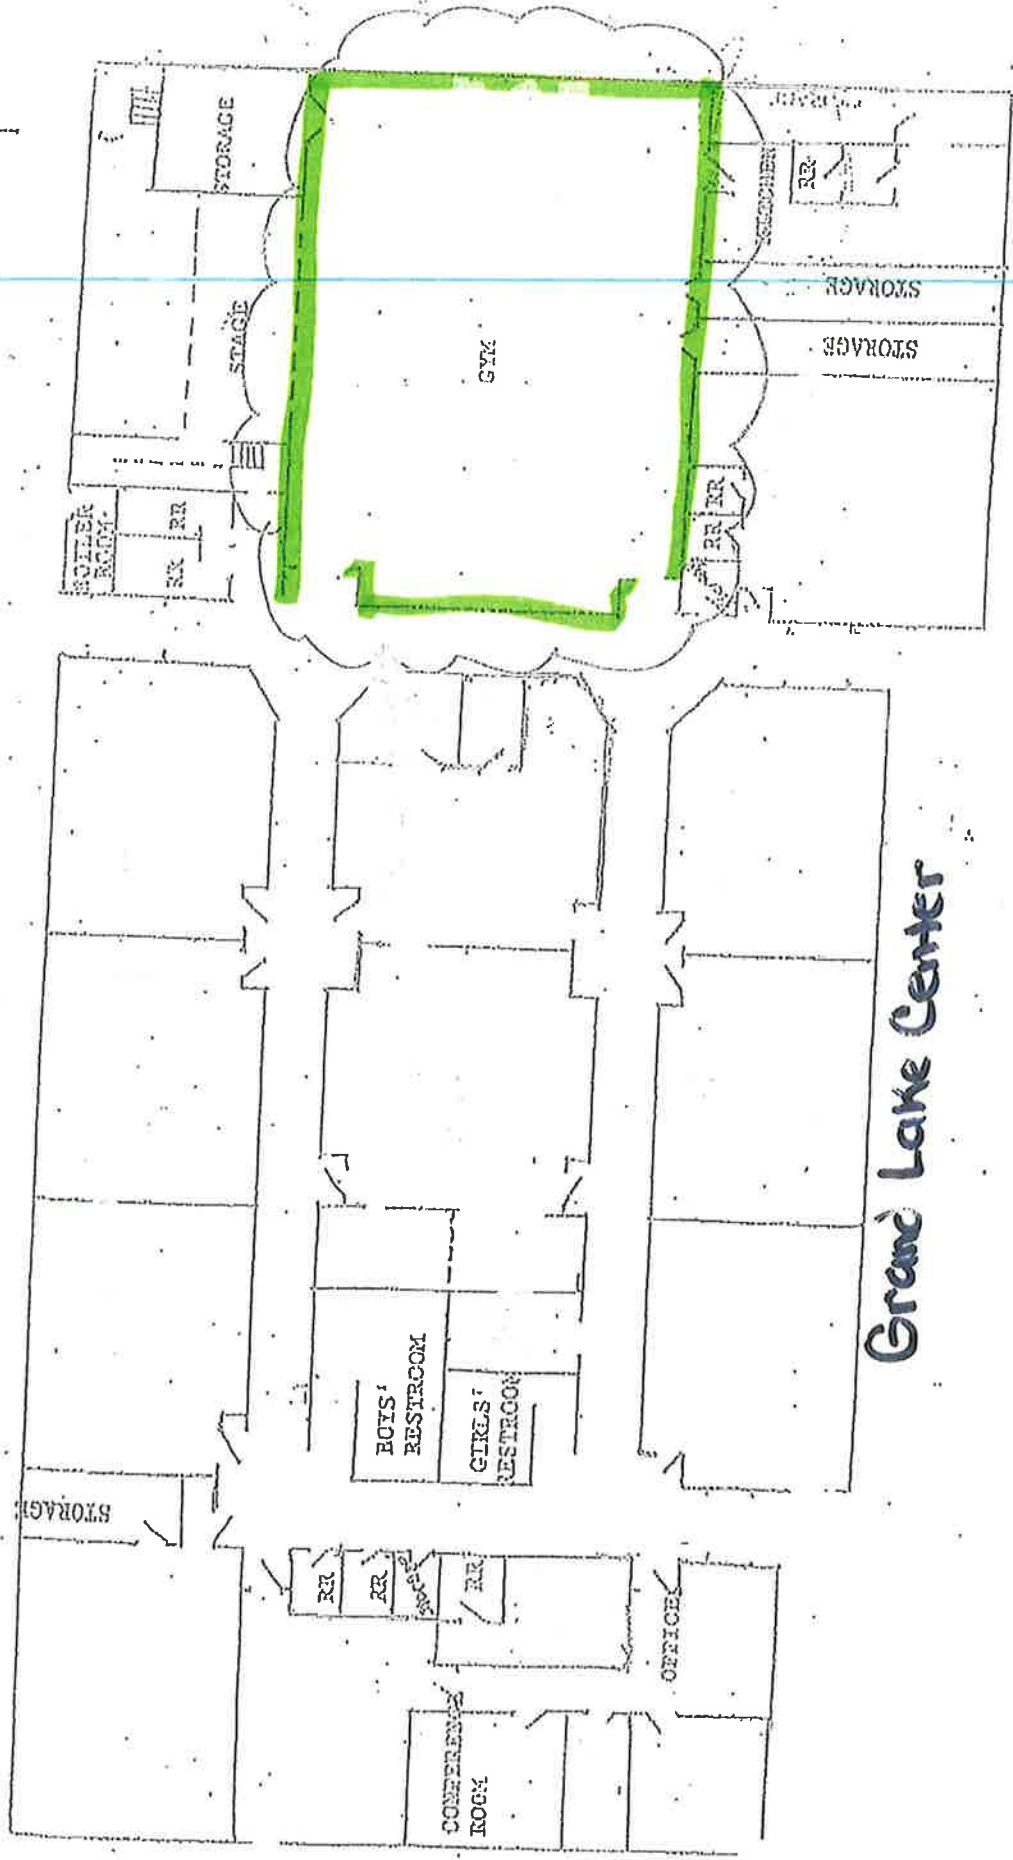 STORAGE
STAGE
BOILER
ROOM
RR
RR
GYM
KITCHEN
RR
STORAGE
STORAGE
RR
RR
BOYS'
RESTROOM
GIRLS'
RESTROOM
STORAGE
RR
RR
RR
OFFICE
CONFERENCE
ROOM
Grand Lake Center